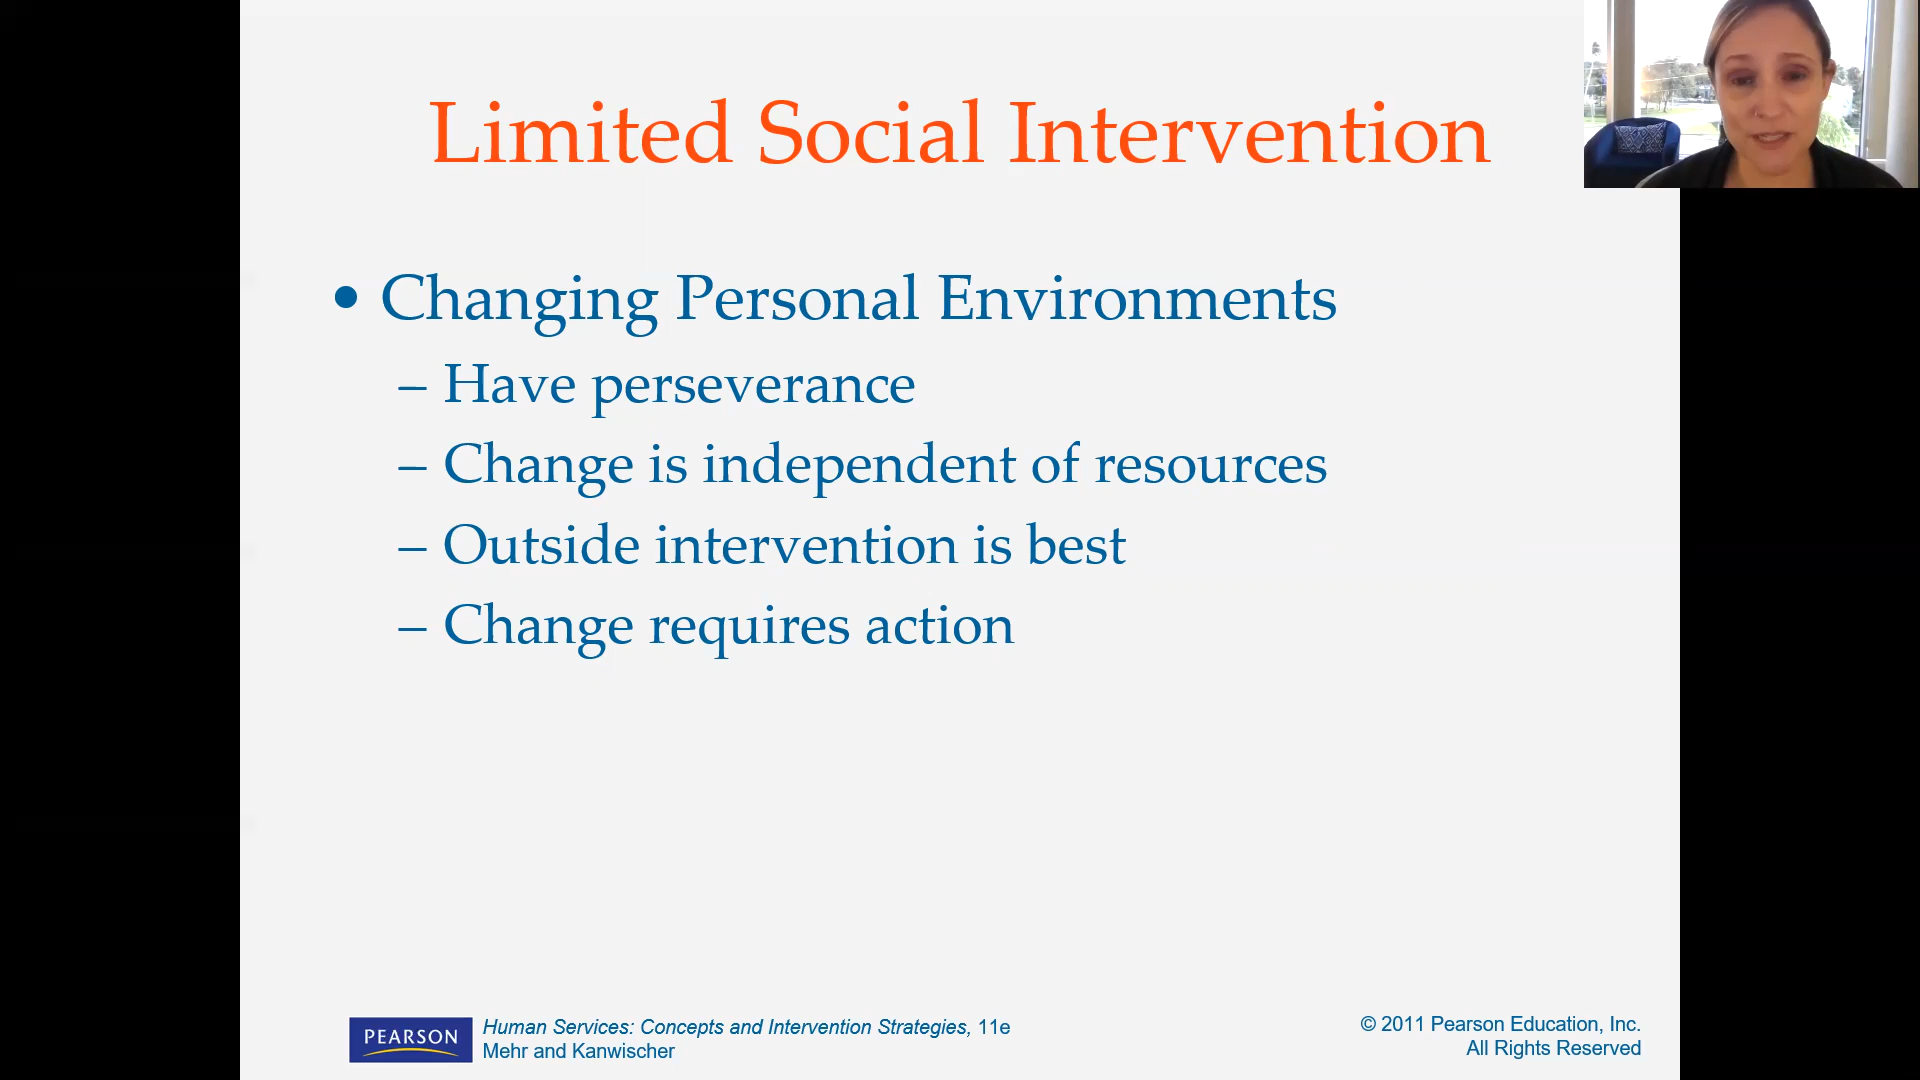 Limited Social Intervention
• Changing Personal Environments
– Have perseverance
– Change is independent of resources
– Outside intervention is best
– Change requires action
PEARSON
Human Services: Concepts and Intervention Strategies, 11e
Mehr and Kanwischer
© 2011 Pearson Education, Inc.
All Rights Reserved